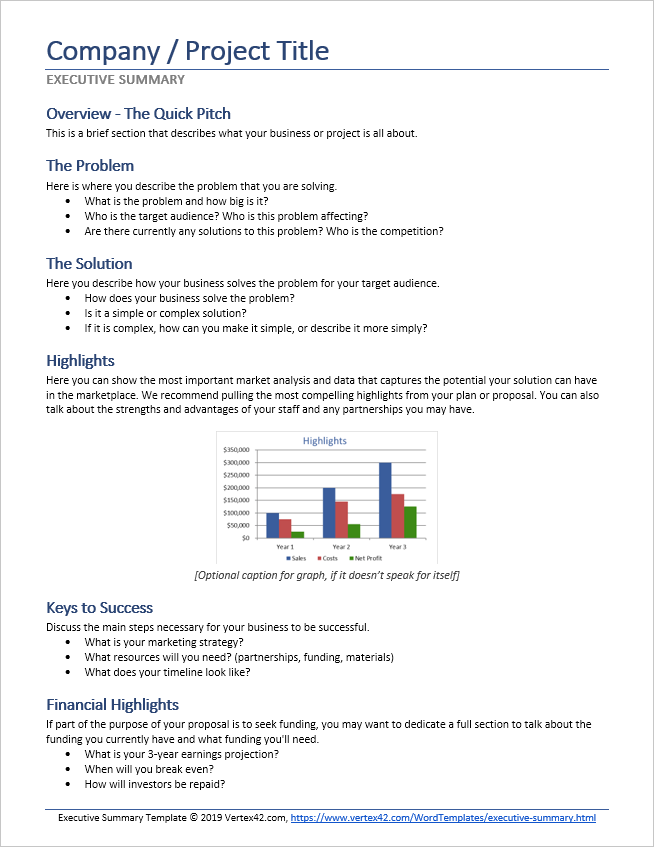 Company / Project Title
EXECUTIVE SUMMARY
Overview - The Quick Pitch
This is a brief section that describes what your business or project is all about.
The Problem
Here is where you describe the problem that you are solving.
• What is the problem and how big is it?
• Who is the target audience? Who is this problem affecting?
• Are there currently any solutions to this problem? Who is the competition?
The Solution
Here you describe how your business solves the problem for your target audience.
• How does your business solve the problem?
• Is it a simple or complex solution?
• If it is complex, how can you make it simple, or describe it more simply?
Highlights
Here you can show the most important market analysis and data that captures the potential your solution can have
in the marketplace. We recommend pulling the most compelling highlights from your plan or proposal. You can also
talk about the strengths and advantages of your staff and any partnerships you may have.
Highlights
$350,000
$300,000
$250,000
$200,000
$150,000
$100,000
$50,000
$0
Year 1 Year 2 Year 3
Sales Costs Net Profit
[Optional caption for graph, if it doesn't speak for itself]
Keys to Success
Discuss the main steps necessary for your business to be successful.
• What is your marketing strategy?
• What resources will you need? (partnerships, funding, materials)
• What does your timeline look like?
Financial Highlights
If part of the purpose of your proposal is to seek funding, you may want to dedicate a full section to talk about the
funding you currently have and what funding you'll need.
• What is your 3-year earnings projection?
• When will you break even?
• How will investors be repaid?
Executive Summary Template © 2019 Vertex42.com, https://www.vertex42.com/WordTemplates/executive-summary.html